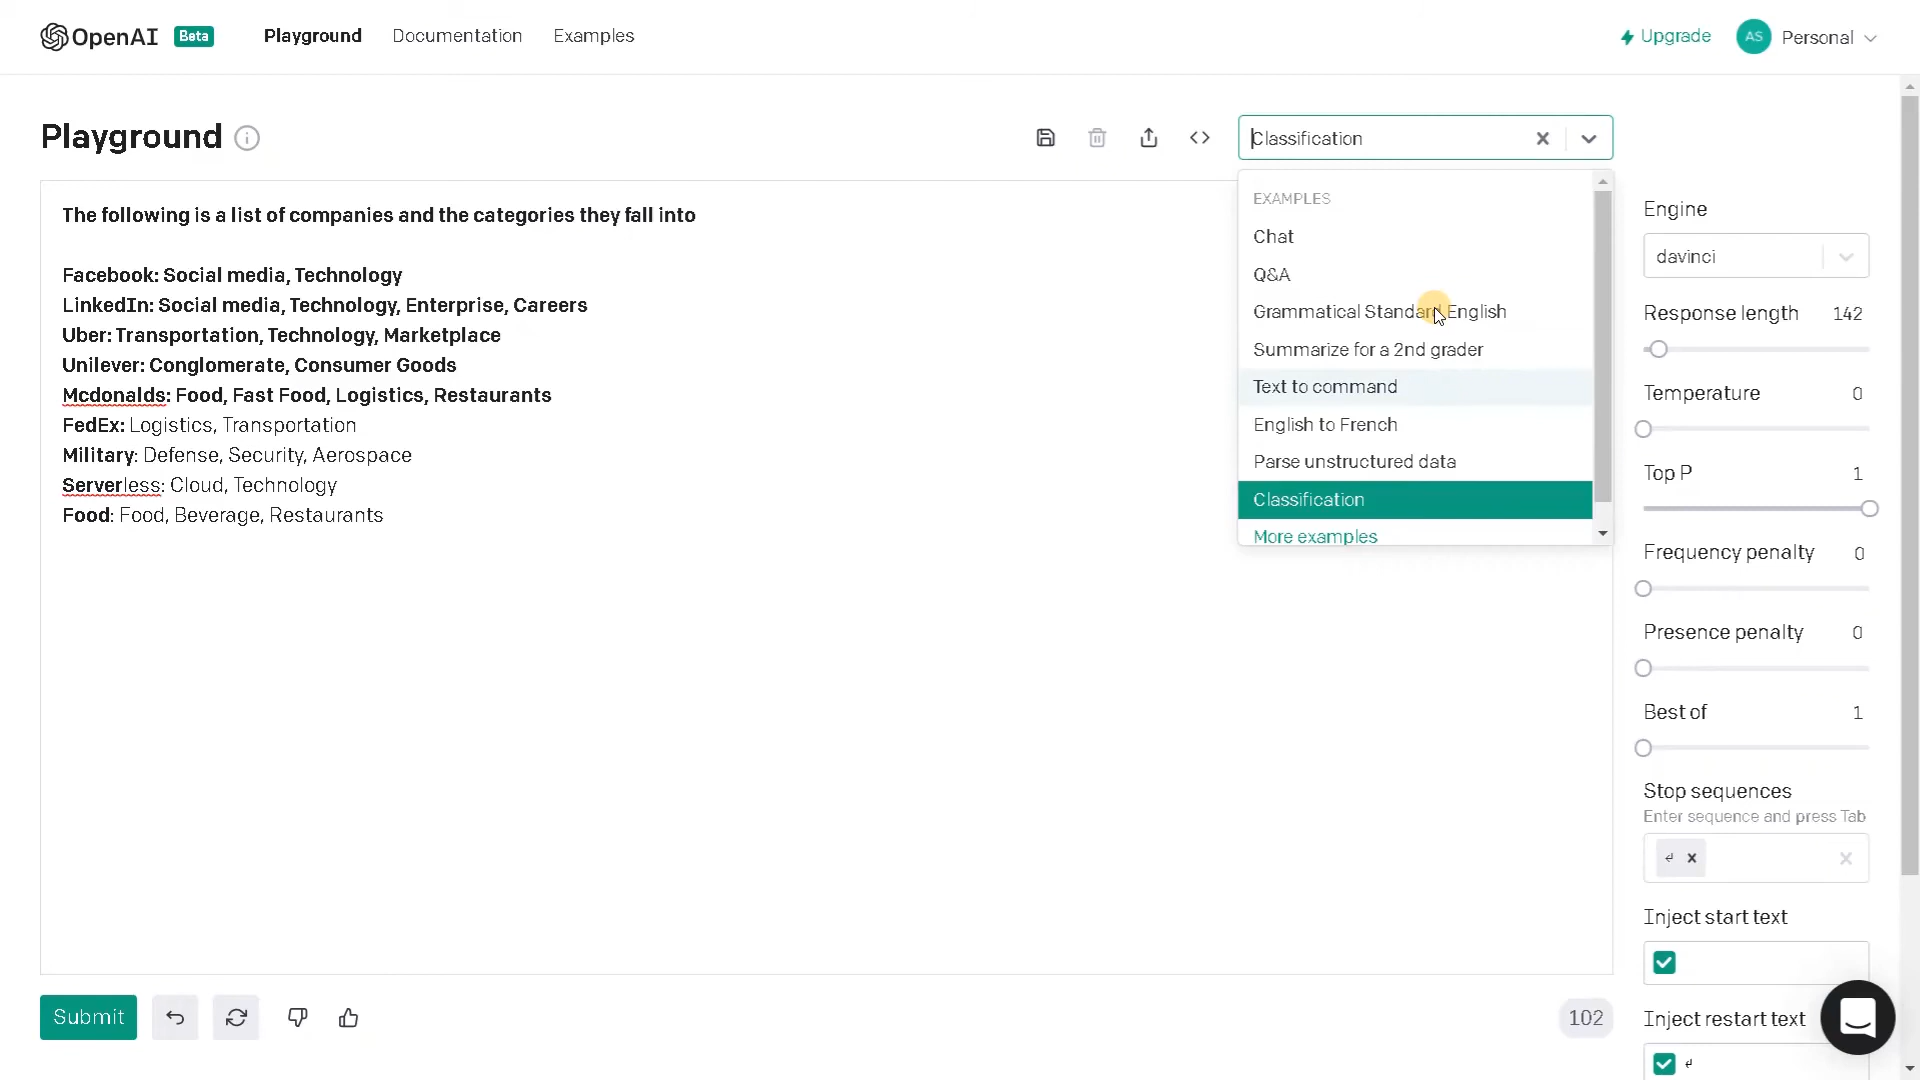 OpenAI Beta Playground Documentation Examples Upgrade AS Personal
Playground i
Classification
The following is a list of companies and the categories they fall into
Facebook: Social media, Technology
LinkedIn: Social media, Technology, Enterprise, Careers
Uber: Transportation, Technology, Marketplace
Unilever: Conglomerate, Consumer Goods
Mcdonalds: Food, Fast Food, Logistics, Restaurants
FedEx: Logistics, Transportation
Military: Defense, Security, Aerospace
Serverless: Cloud, Technology
Food: Food, Beverage, Restaurants
EXAMPLES
Chat
Q&A
Grammatical Standard English
Summarize for a 2nd grader
Text to command
English to French
Parse unstructured data
Classification
More examples
Engine
davinci
Response length 142
Temperature 0
Top P 1
Frequency penalty 0
Presence penalty 0
Best of 1
Stop sequences
Enter sequence and press Tab
↵
Inject start text
Inject restart text
↵
Submit
102